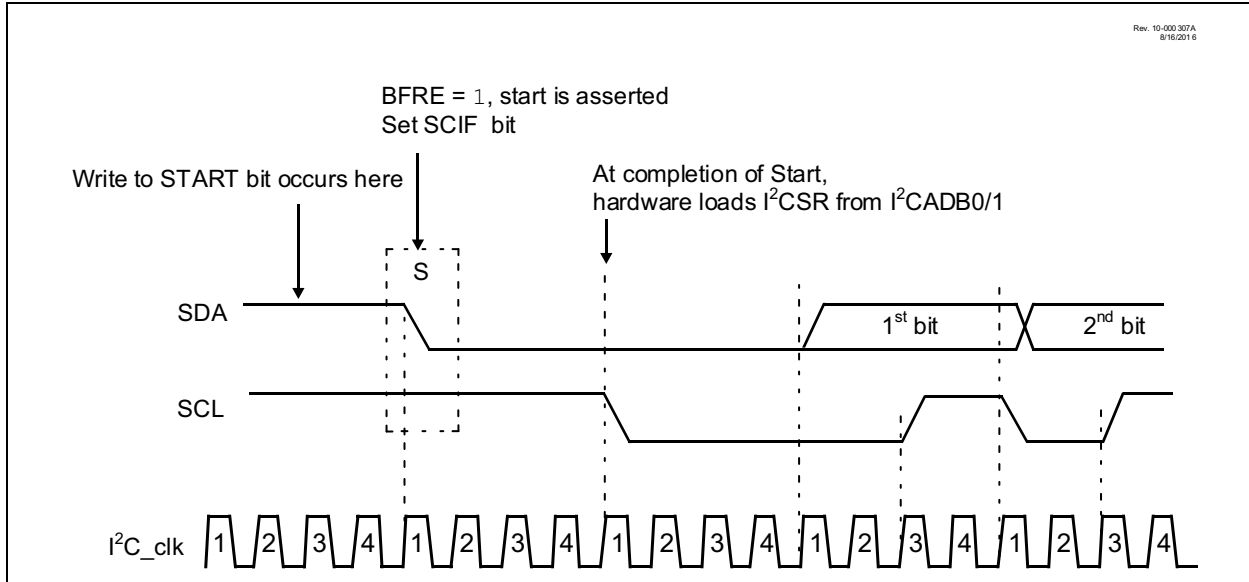 Rev. 10-000 307A
8/16/201 6
BFRE = 1, start is asserted
Set SCIF bit
Write to START bit occurs here
At completion of Start,
hardware loads I²CSR from I²CADB0/1
S
SDA
1st bit
2nd bit
SCL
I²C_clk 1 2 3 4 1 2 3 4 1 2 3 4 1 2 3 4 1 2 3 4